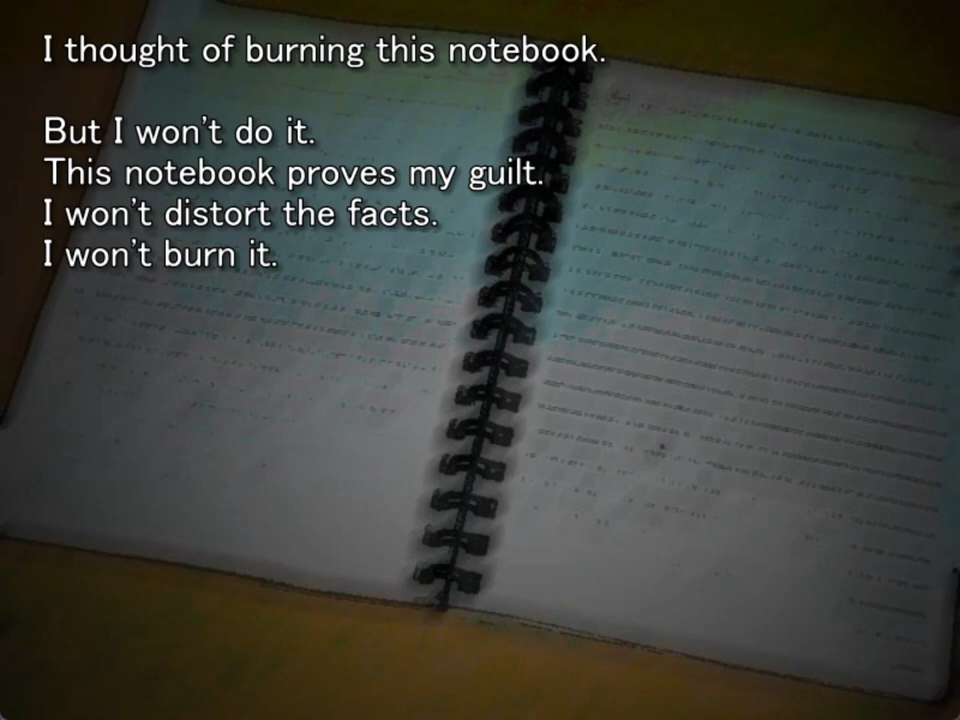 I thought of burning this notebook.
But I won't do it.
This notebook proves my guilt.
I won't distort the facts.
I won't burn it.